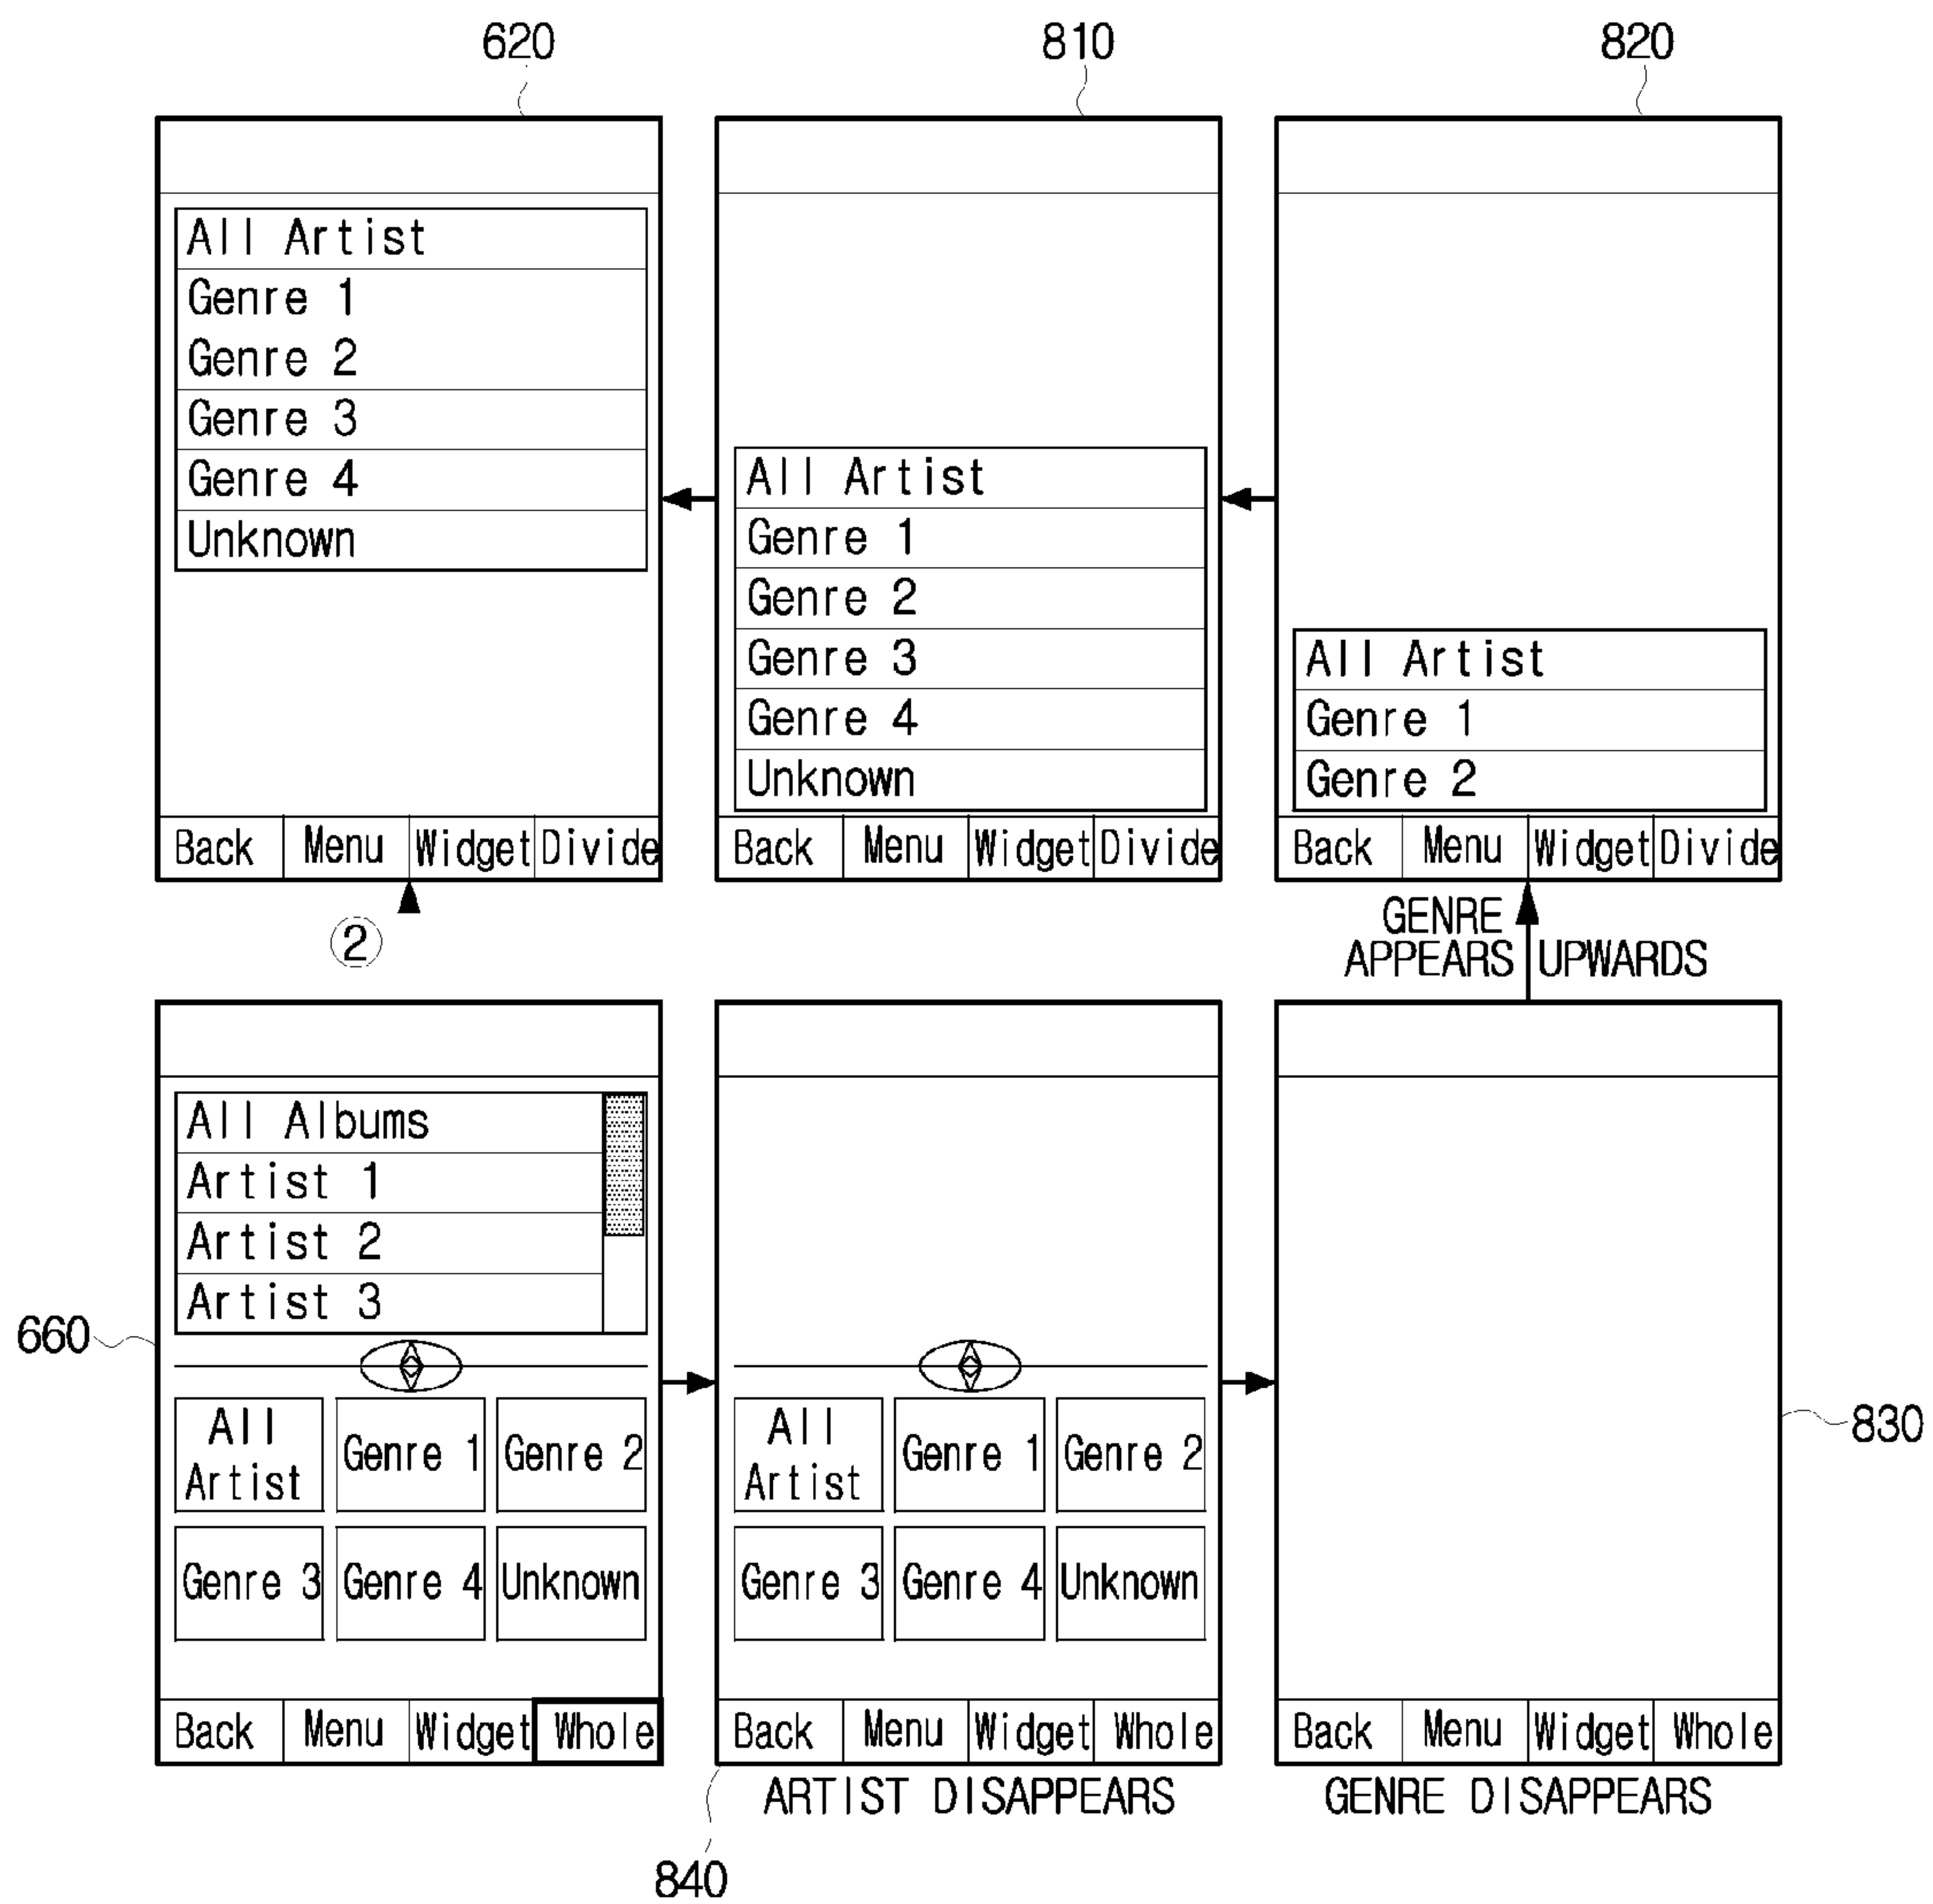 620
810
820
All Artist
Genre 1
Genre 2
Genre 3
Genre 4
Unknown
Back Menu Widget Divide
All Artist
Genre 1
Genre 2
Genre 3
Genre 4
Unknown
Back Menu Widget Divide
All Artist
Genre 1
Genre 2
Back Menu Widget Divide
②
GENRE
APPEARS UPWARDS
660
All Albums
Artist 1
Artist 2
Artist 3
All
Artist
Genre 1
Genre 2
Genre 3
Genre 4
Unknown
Back Menu Widget Whole
All
Artist
Genre 1
Genre 2
Genre 3
Genre 4
Unknown
Back Menu Widget Whole
ARTIST DISAPPEARS
840
830
Back Menu Widget Whole
GENRE DISAPPEARS